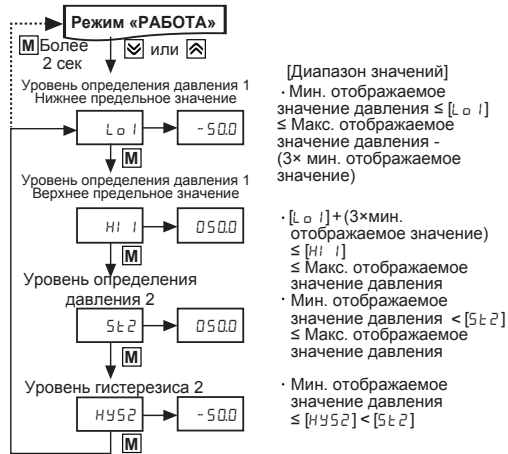 Режим «РАБОТА»
M Более
2 сек
или
Уровень определения давления 1
Нижнее предельное значение
Lo1
-50.0
M
Уровень определения давления 1
Верхнее предельное значение
HI 1
050.0
M
Уровень определения
давления 2
St2
050.0
M
Уровень гистерезиса 2
HYS2
-50.0
M
[Диапазон значений]
· Мин. отображаемое
значение давления ≤ [Lo1]
≤ Макс. отображаемое
значение давления -
(3× мин. отображаемое
значение)
· [Lo1]+(3×мин.
отображаемое значение)
≤ [HI 1]
≤ Макс. отображаемое
значение давления
· Мин. отображаемое
значение давления < [St2]
≤ Макс. отображаемое
значение давления
· Мин. отображаемое
значение давления
≤ [HYS2] < [St2]